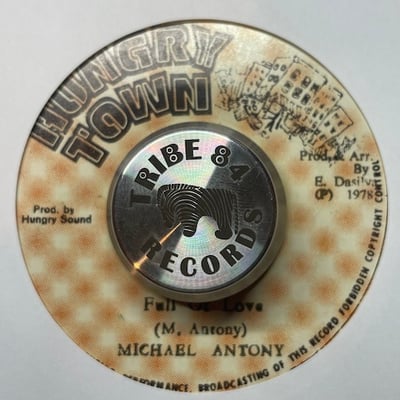 HUNGRY
TOWN
Prod. & Arr.
By
E. Dasilva
(P) 1978
Prod. by
Hungry Sound
TRIBE 84
RECORDS
Full Of Love
(M. Antony)
MICHAEL ANTONY
PERFORMANCE, BROADCASTING OF THIS RECORD FORBIDDEN COPYRIGHT CONTROL